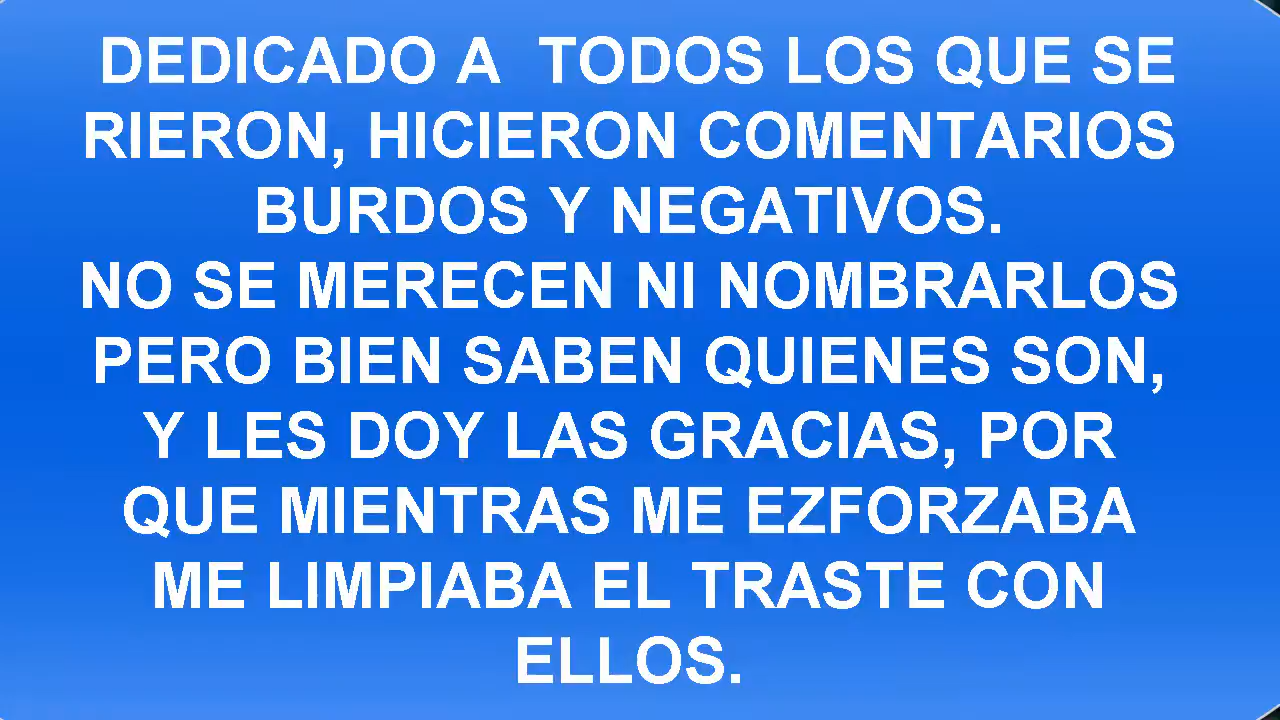 DEDICADO A TODOS LOS QUE SE
RIERON, HICIERON COMENTARIOS
BURDOS Y NEGATIVOS.
NO SE MERECEN NI NOMBRARLOS
PERO BIEN SABEN QUIENES SON,
Y LES DOY LAS GRACIAS, POR
QUE MIENTRAS ME EZFORZABA
ME LIMPIABA EL TRASTE CON
ELLOS.